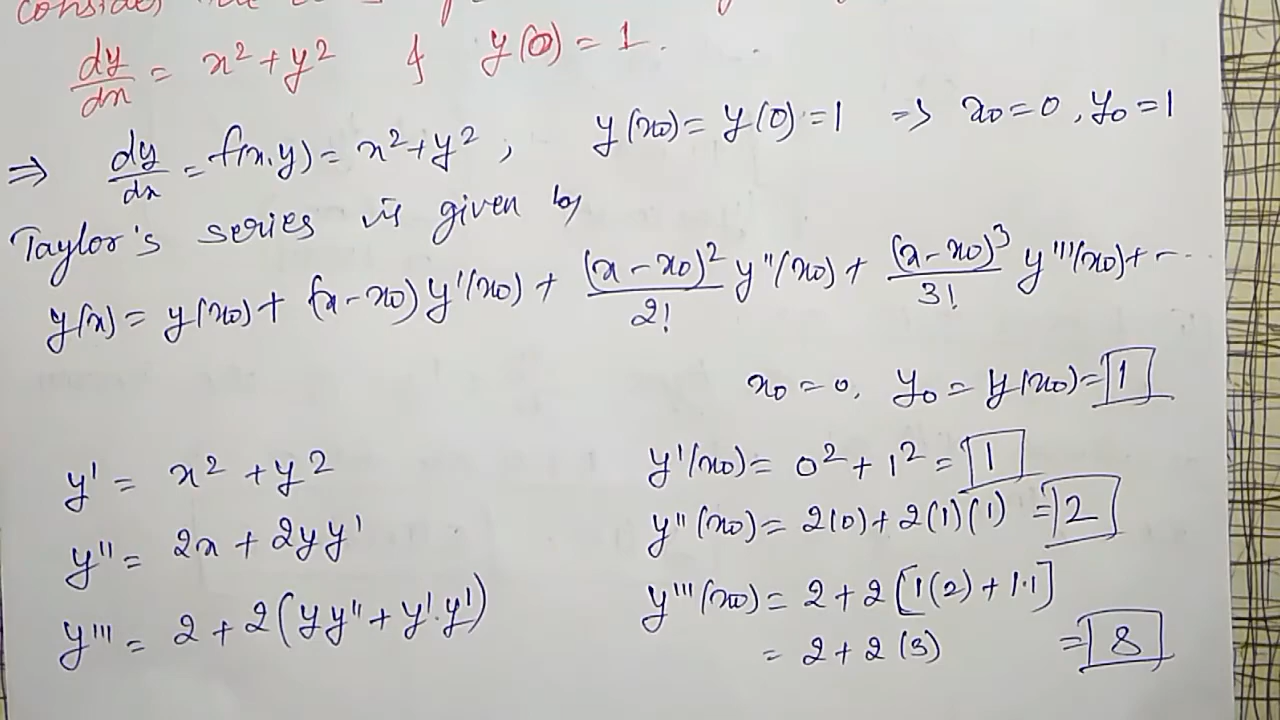 consider
dy/dx = x² + y² & y(0) = 1.
⇒ dy/dx = f(x,y) = x² + y², y(x₀) = y(0) = 1 ⇒ x₀ = 0, y₀ = 1
Taylor's series is given by
y(x) = y(x₀) + (x - x₀) y'(x₀) + (x - x₀)²/2! y''(x₀) + (x - x₀)³/3! y'''(x₀) + ...
x₀ = 0, y₀ = y(x₀) = 1
y' = x² + y² y'(x₀) = 0² + 1² = 1
y'' = 2x + 2yy' y''(x₀) = 2(0) + 2(1)(1) = 2
y''' = 2 + 2(yy'' + y'.y') y'''(x₀) = 2 + 2[1(2) + 1.1]
= 2 + 2(3) = 8